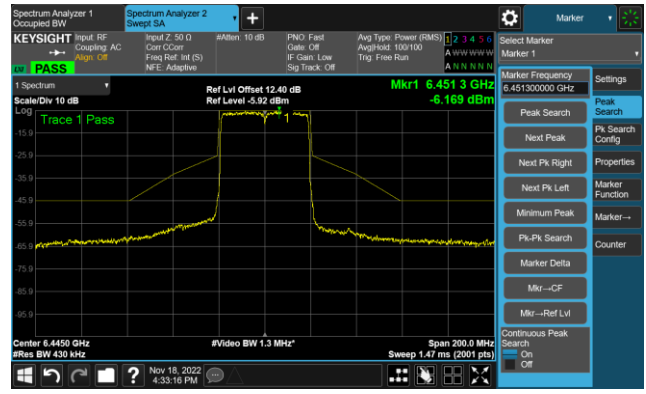 Spectrum Analyzer 1
Occupied BW
Spectrum Analyzer 2
Swept SA
Marker
KEYSIGHT
Input: RF
Coupling: AC
Align: Off
Input Z: 50 Ω
Corr CCorr
Freq Ref: Int (S)
NFE: Adaptive
#Atten: 10 dB
PNO: Fast
Gate: Off
IF Gain: Low
Sig Track: Off
Avg Type: Power (RMS)
Avg|Hold: 100/100
Trig: Free Run
1 2 3 4 5 6
A W W W W W
A N N N N N
PASS
Select Marker
Marker 1
1 Spectrum
Scale/Div 10 dB
Ref Lvl Offset 12.40 dB
Ref Level -5.92 dBm
Mkr1 6.451 3 GHz
-6.169 dBm
Log
Trace 1 Pass
1
-15.9
-25.9
-35.9
-45.9
-55.9
-65.9
-75.9
-85.9
-95.9
Center 6.4450 GHz
#Res BW 430 kHz
#Video BW 1.3 MHz*
Span 200.0 MHz
Sweep 1.47 ms (2001 pts)
Marker Frequency
6.451300000 GHz
Peak Search
Next Peak
Next Pk Right
Next Pk Left
Minimum Peak
Pk-Pk Search
Marker Delta
Mkr→CF
Mkr→Ref Lvl
Continuous Peak
Search
On
Off
Settings
Peak
Search
Pk Search
Config
Properties
Marker
Function
Marker→
Counter
Nov 18, 2022
4:33:16 PM